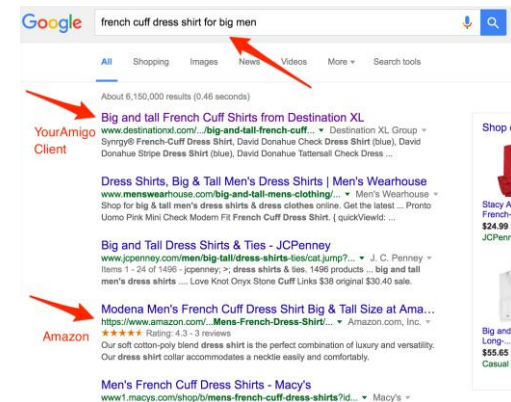 Google french cuff dress shirt for big men
All Shopping Images News Videos More Search tools
About 6,150,000 results (0.46 seconds)
YourAmigo Client
Big and tall French Cuff Shirts from Destination XL
www.destinationxl.com/.../big-and-tall-french-cuff... Destination XL Group
Synrgy® French-Cuff Dress Shirt, David Donahue Check Dress Shirt (blue), David
Donahue Stripe Dress Shirt (blue), David Donahue Tattersall Check Dress ...
Dress Shirts, Big & Tall Men's Dress Shirts | Men's Wearhouse
www.menswearhouse.com/big-and-tall-mens-clothing/... Men's Wearhouse
Shop for big & tall men's dress shirts & dress clothes online. Get the latest ... Pronto
Uomo Pink Mini Check Modern Fit French Cuff Dress Shirt. { quickViewId: ...
Big and Tall Dress Shirts & Ties - JCPenney
www.jcpenney.com/men/big-tall/dress-shirts-ties/cat.jump?... J. C. Penney
Items 1 - 24 of 1496 - jcpenney; >; dress shirts & ties. 1496 products ... big and tall
men's dress shirts .... Love Knot Onyx Stone Cuff Links $38 original $30.40 sale.
Amazon
Modena Men's French Cuff Dress Shirt Big & Tall Size at Ama...
https://www.amazon.com/...Mens-French-Dress-Shirt/... Amazon.com, Inc.
Rating: 4.3 - 3 reviews
Our soft cotton-poly blend dress shirt is the perfect combination of luxury and versatility.
Our dress shirt collar accommodates a necktie easily and comfortably.
Men's French Cuff Dress Shirts - Macy's
www1.macys.com/shop/b/mens-french-cuff-dress-shirts?id... Macy's
Shop
Stacy A
French-
$24.99
JCPenn
Big and
Long-...
$55.65
Casual